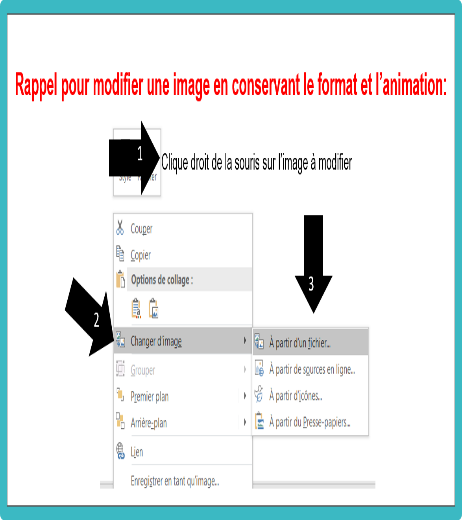 Rappel pour modifier une image en conservant le format et l'animation:
1
Clique droit de la souris sur l'image à modifier
Style
3
Couper
Copier
Options de collage :
2
Changer d'image
À partir d'un fichier...
Grouper
À partir de sources en ligne...
Premier plan
À partir d'icônes...
Arrière-plan
À partir du Presse-papiers...
Lien
Enregistrer en tant qu'image...